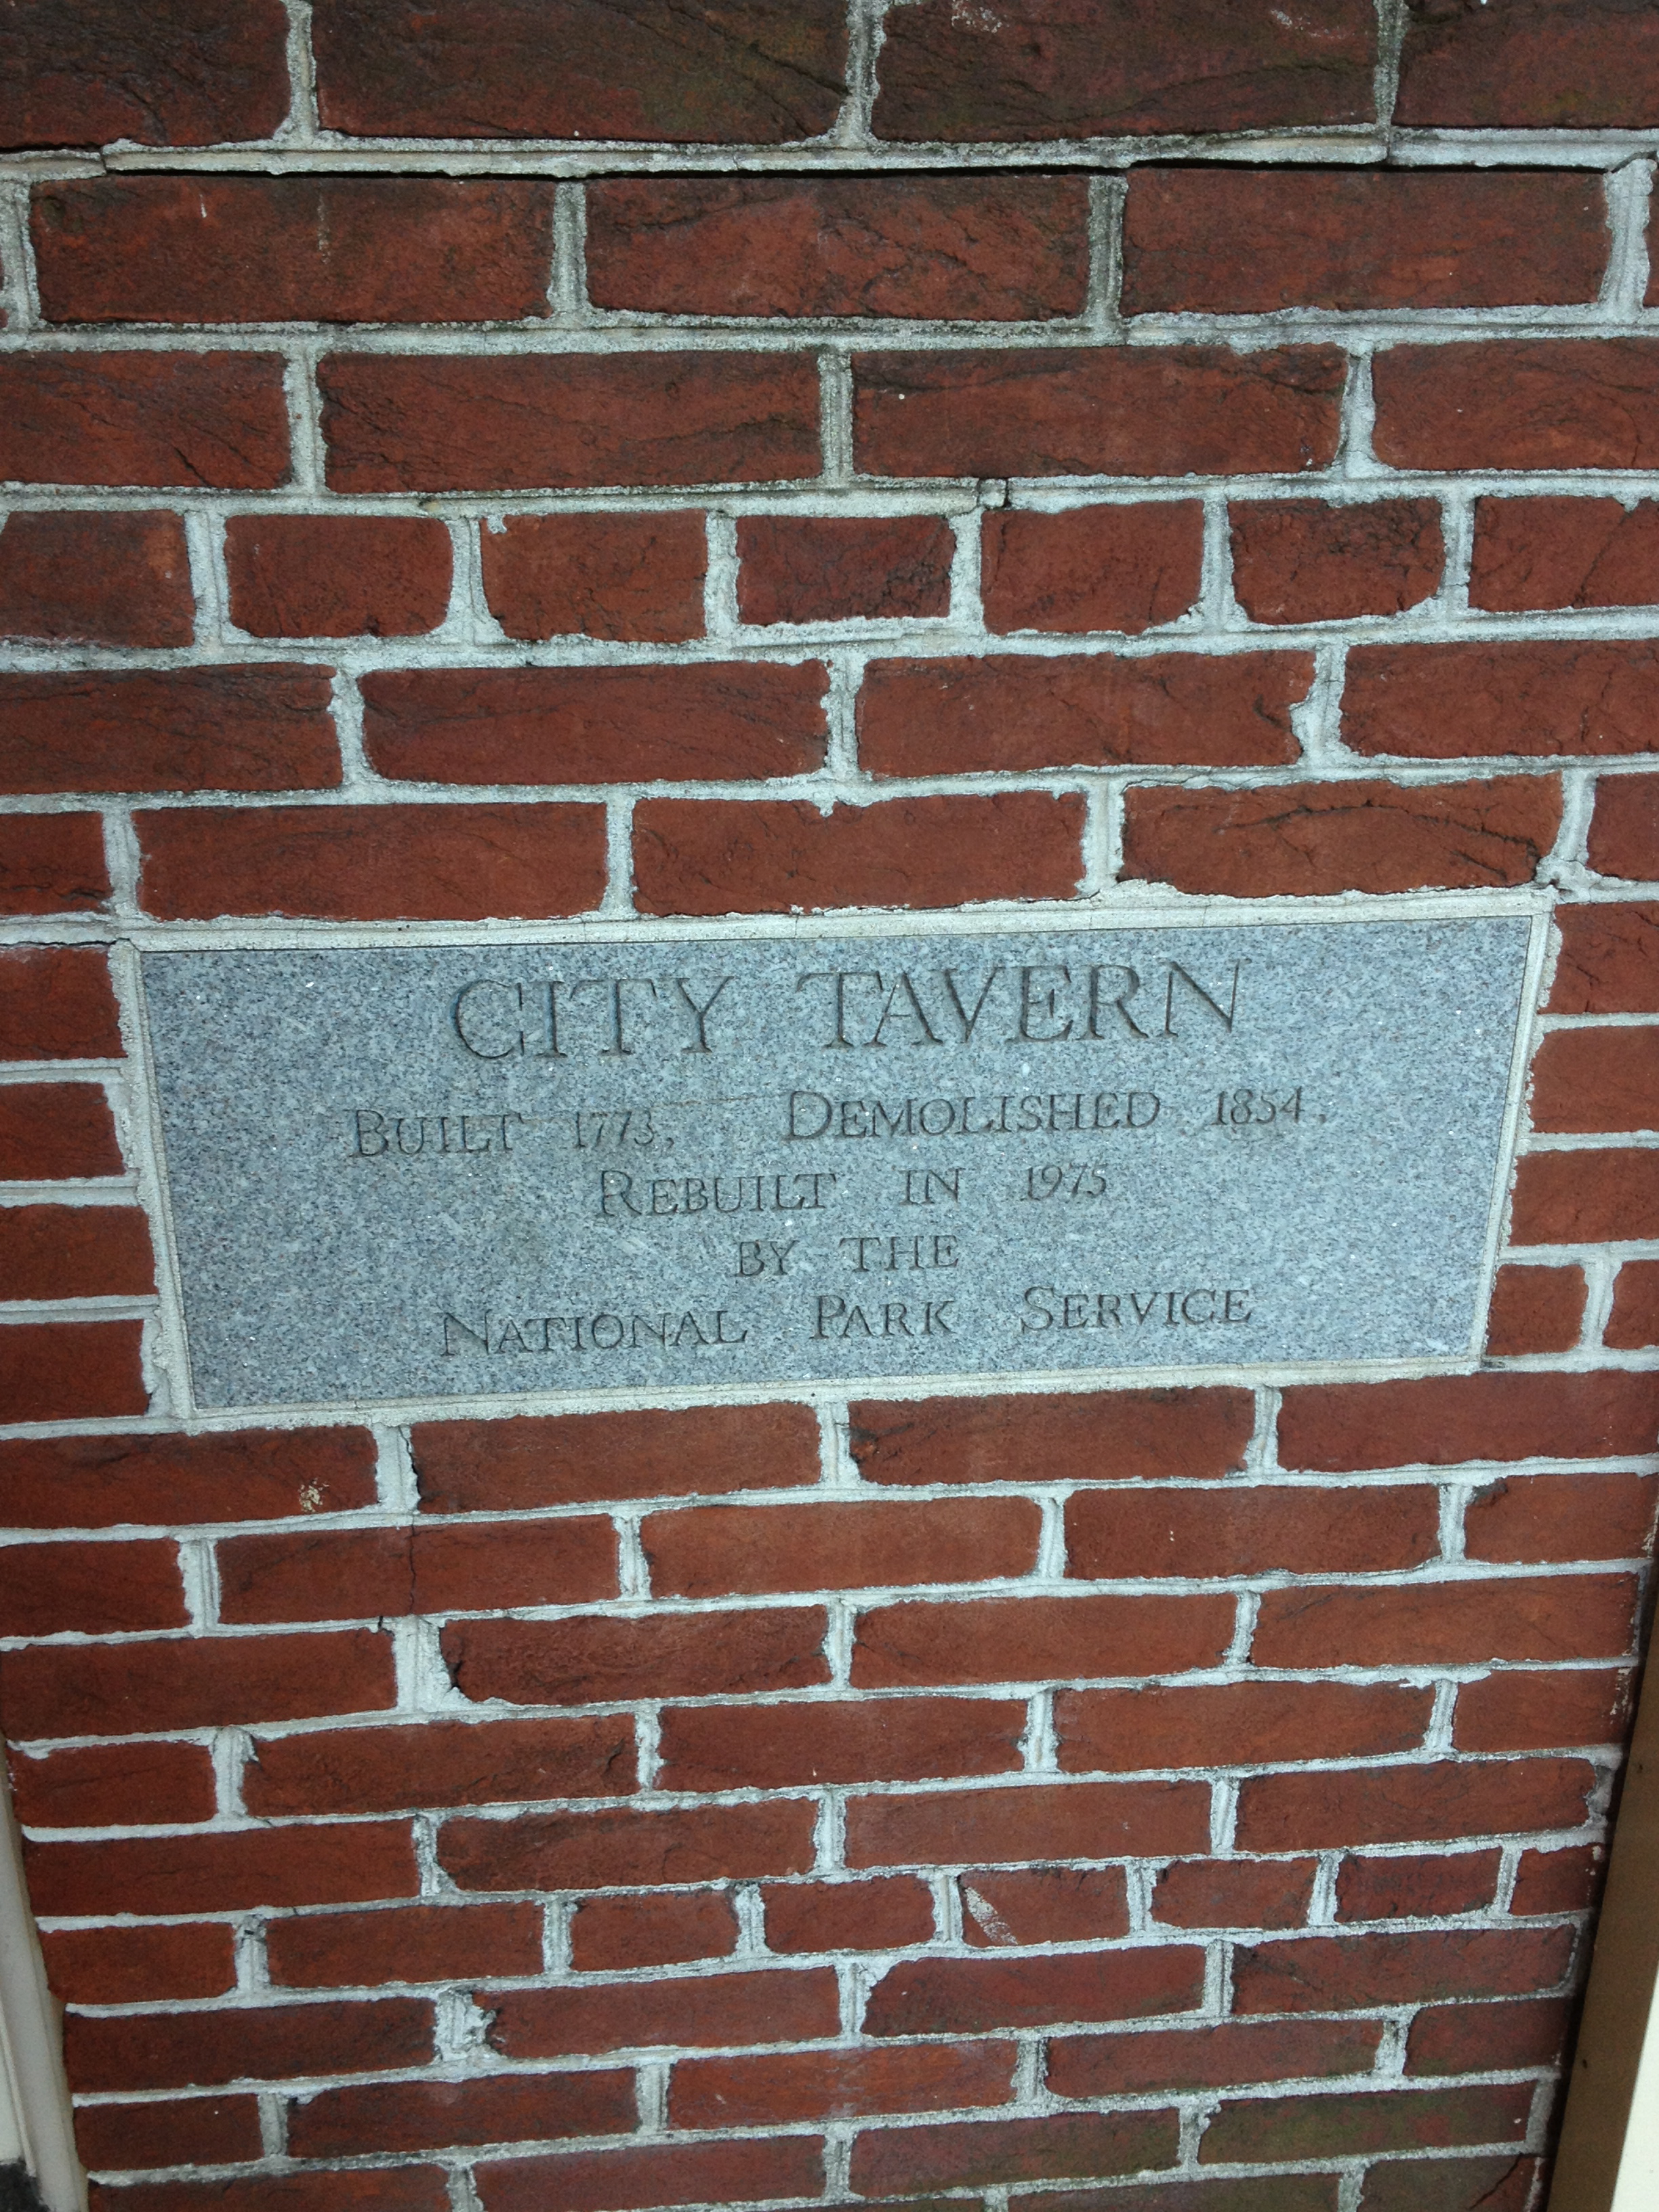 CITY TAVERN
BUILT 1773, DEMOLISHED 1854,
REBUILT IN 1975
BY THE
NATIONAL PARK SERVICE